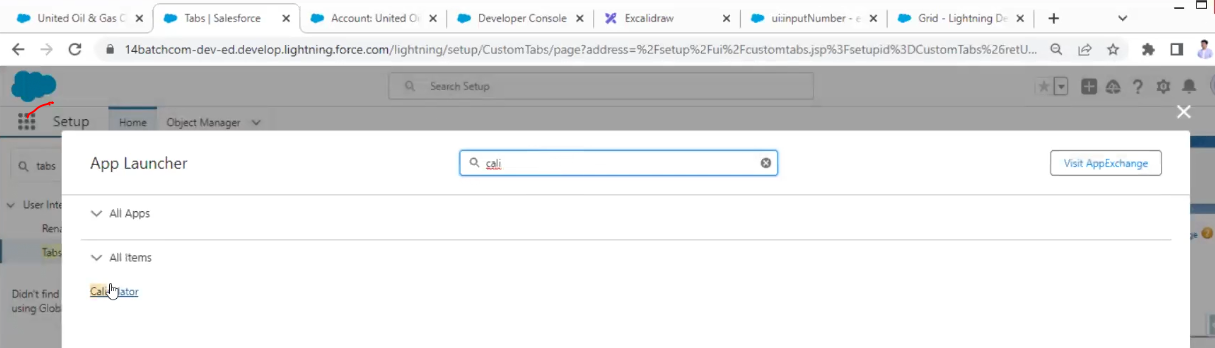 United Oil & Gas C
Tabs | Salesforce
Account: United Oi
Developer Console
Excalidraw
ui:inputNumber - e
Grid - Lightning De
14batchcom-dev-ed.develop.lightning.force.com/lightning/setup/CustomTabs/page?address=%2Fsetup%2Fui%2Fcustomtabs.jsp%3Fsetupid%3DCustomTabs%26retU...
Search Setup
Setup
Home
Object Manager
tabs
App Launcher
cali
Visit AppExchange
User Inte
All Apps
Rena
Tabs
All Items
Didn't find
using Glob